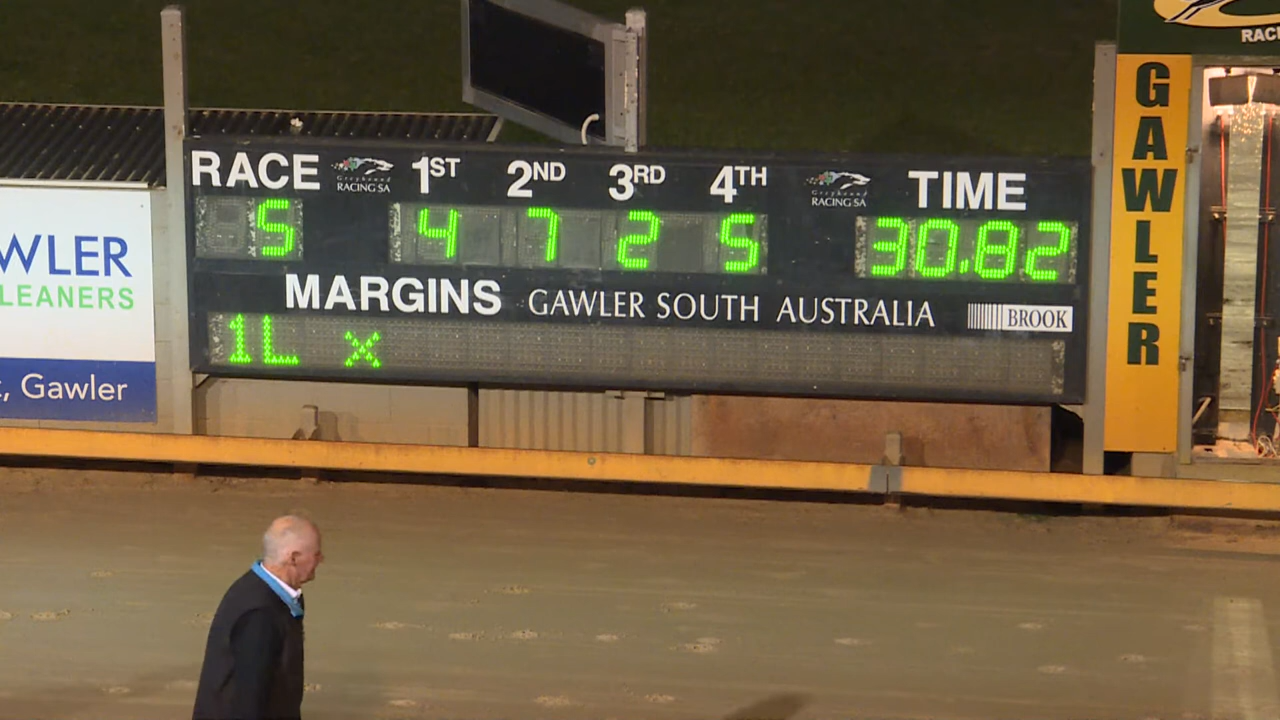 RACI
RACE
Greyhound
RACING SA
1ST
2ND
3RD
4TH
Greyhound
RACING SA
TIME
5
4
7
2
5
30.82
MARGINS
GAWLER SOUTH AUSTRALIA
BROOK
1L x
WLER
LEANERS
, Gawler
GAWLER